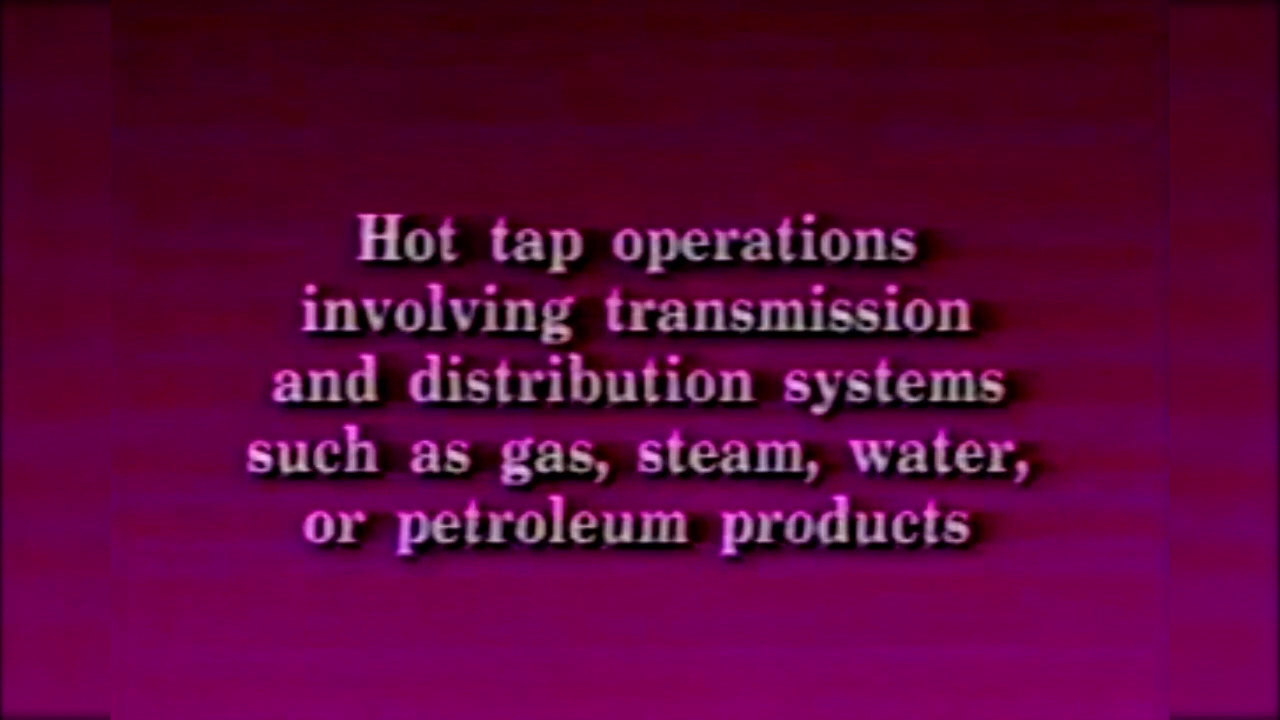 Hot tap operations
involving transmission
and distribution systems
such as gas, steam, water,
or petroleum products